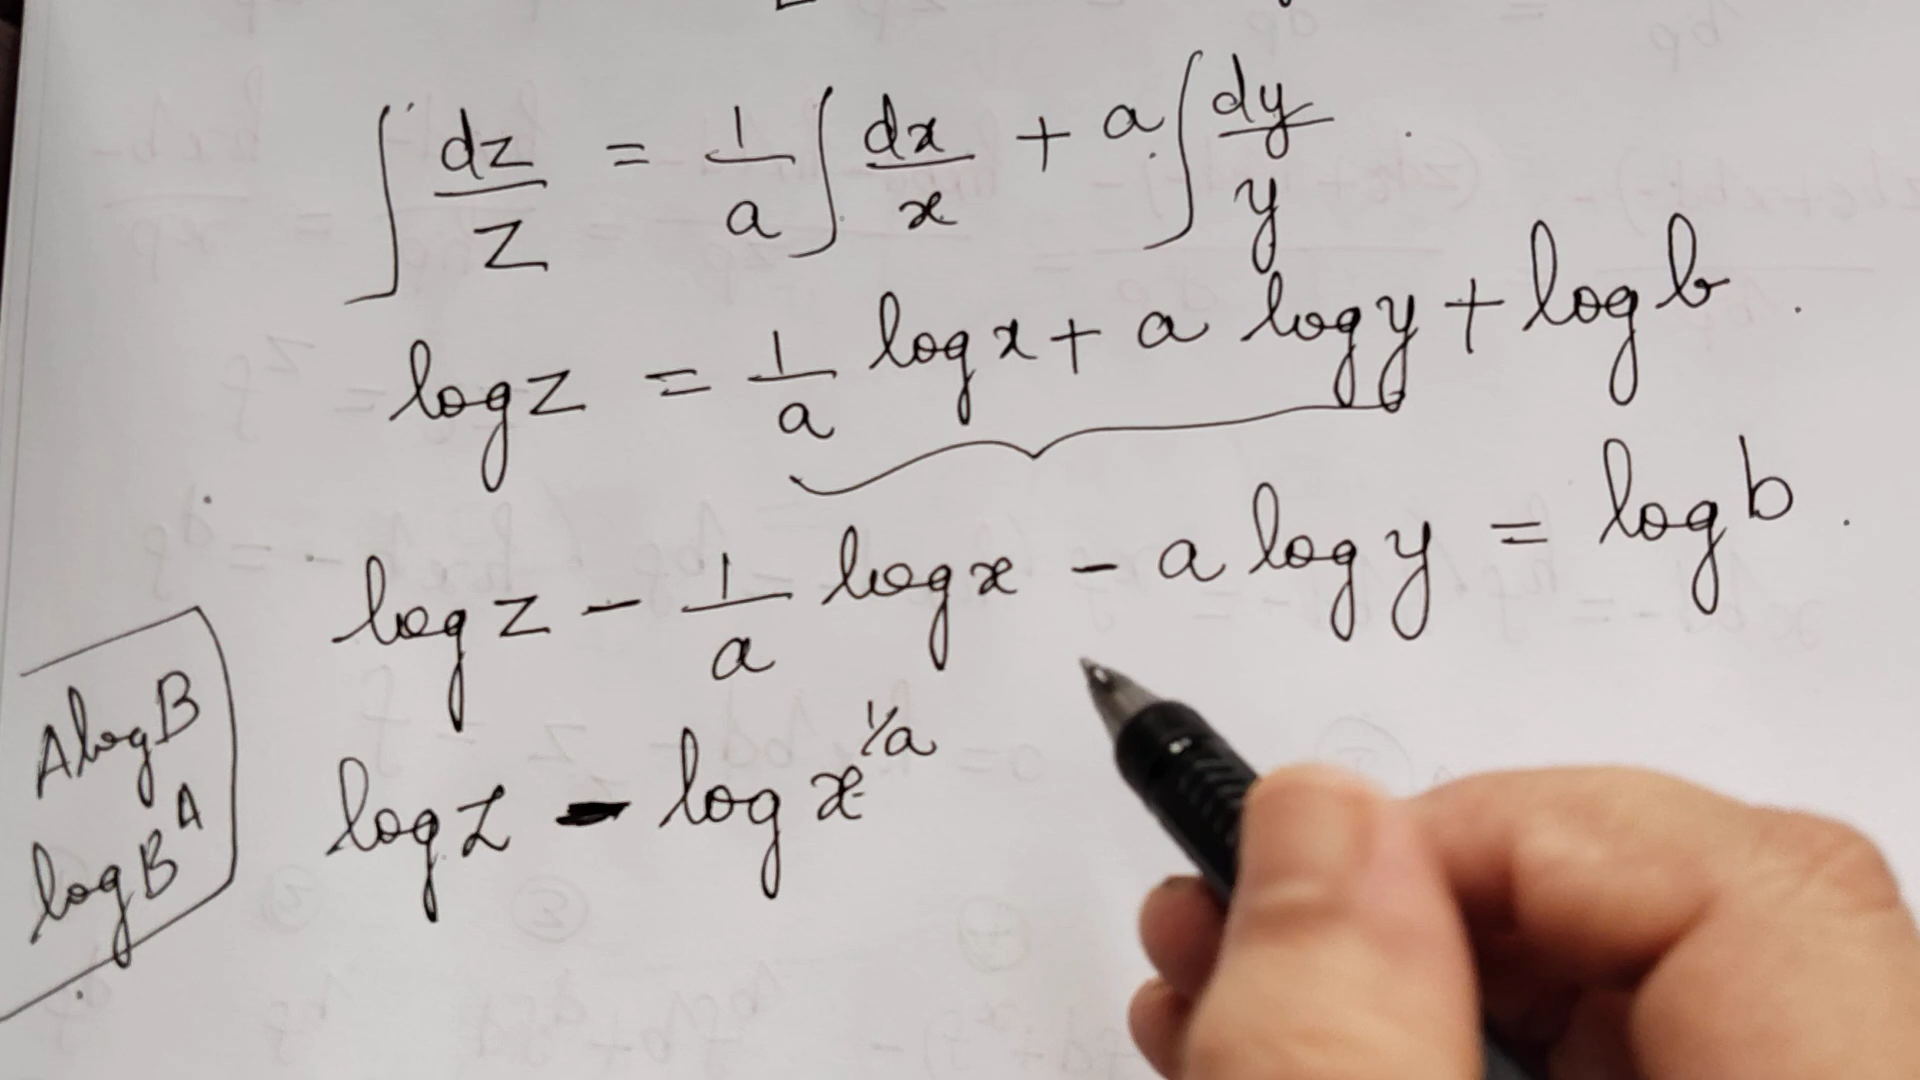 ∫ dz/z = 1/a ∫ dx/x + a ∫ dy/y
log z = 1/a log x + a log y + log b
log z - 1/a log x - a log y = log b
log z - log x^1/a
A log B
log B^A